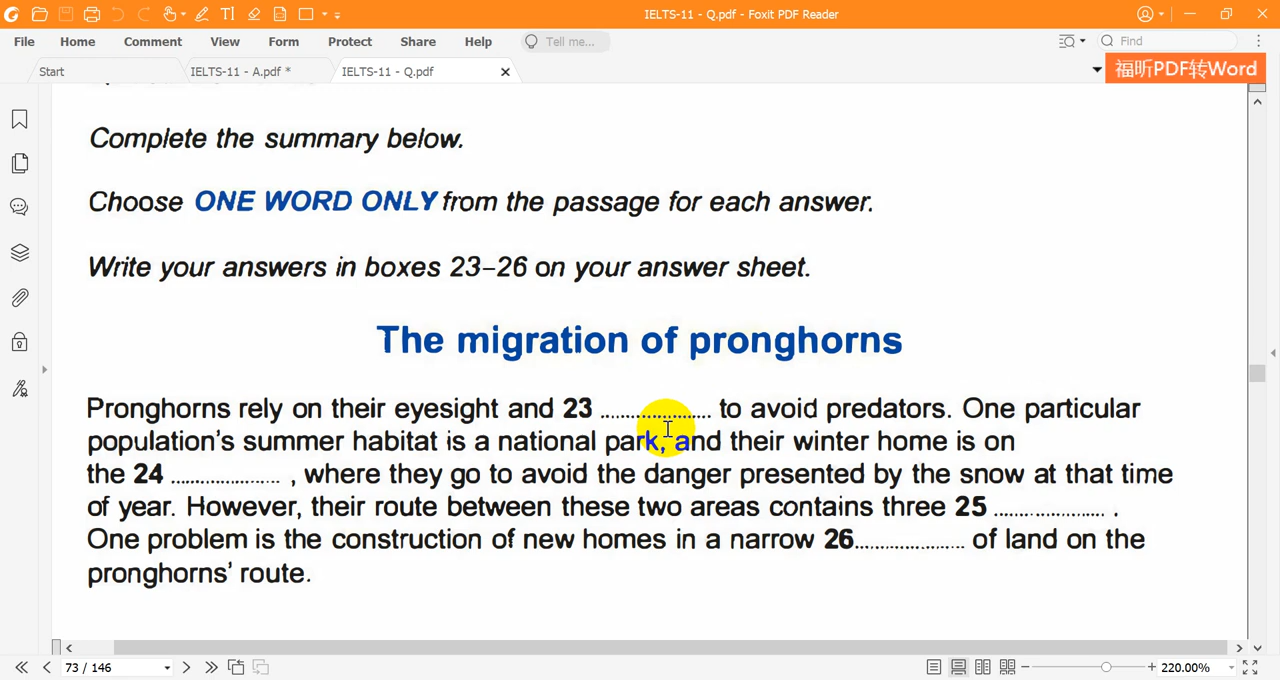 IELTS-11 - Q.pdf - Foxit PDF Reader
File Home Comment View Form Protect Share Help Tell me... Find
Start IELTS-11 - A.pdf * IELTS-11 - Q.pdf 福昕PDF转Word
Complete the summary below.
Choose ONE WORD ONLY from the passage for each answer.
Write your answers in boxes 23–26 on your answer sheet.
The migration of pronghorns
Pronghorns rely on their eyesight and 23 ..................... to avoid predators. One particular
population's summer habitat is a national park, and their winter home is on
the 24 ..................... , where they go to avoid the danger presented by the snow at that time
of year. However, their route between these two areas contains three 25 ..................... .
One problem is the construction of new homes in a narrow 26..................... of land on the
pronghorns' route.
73 / 146 220.00%